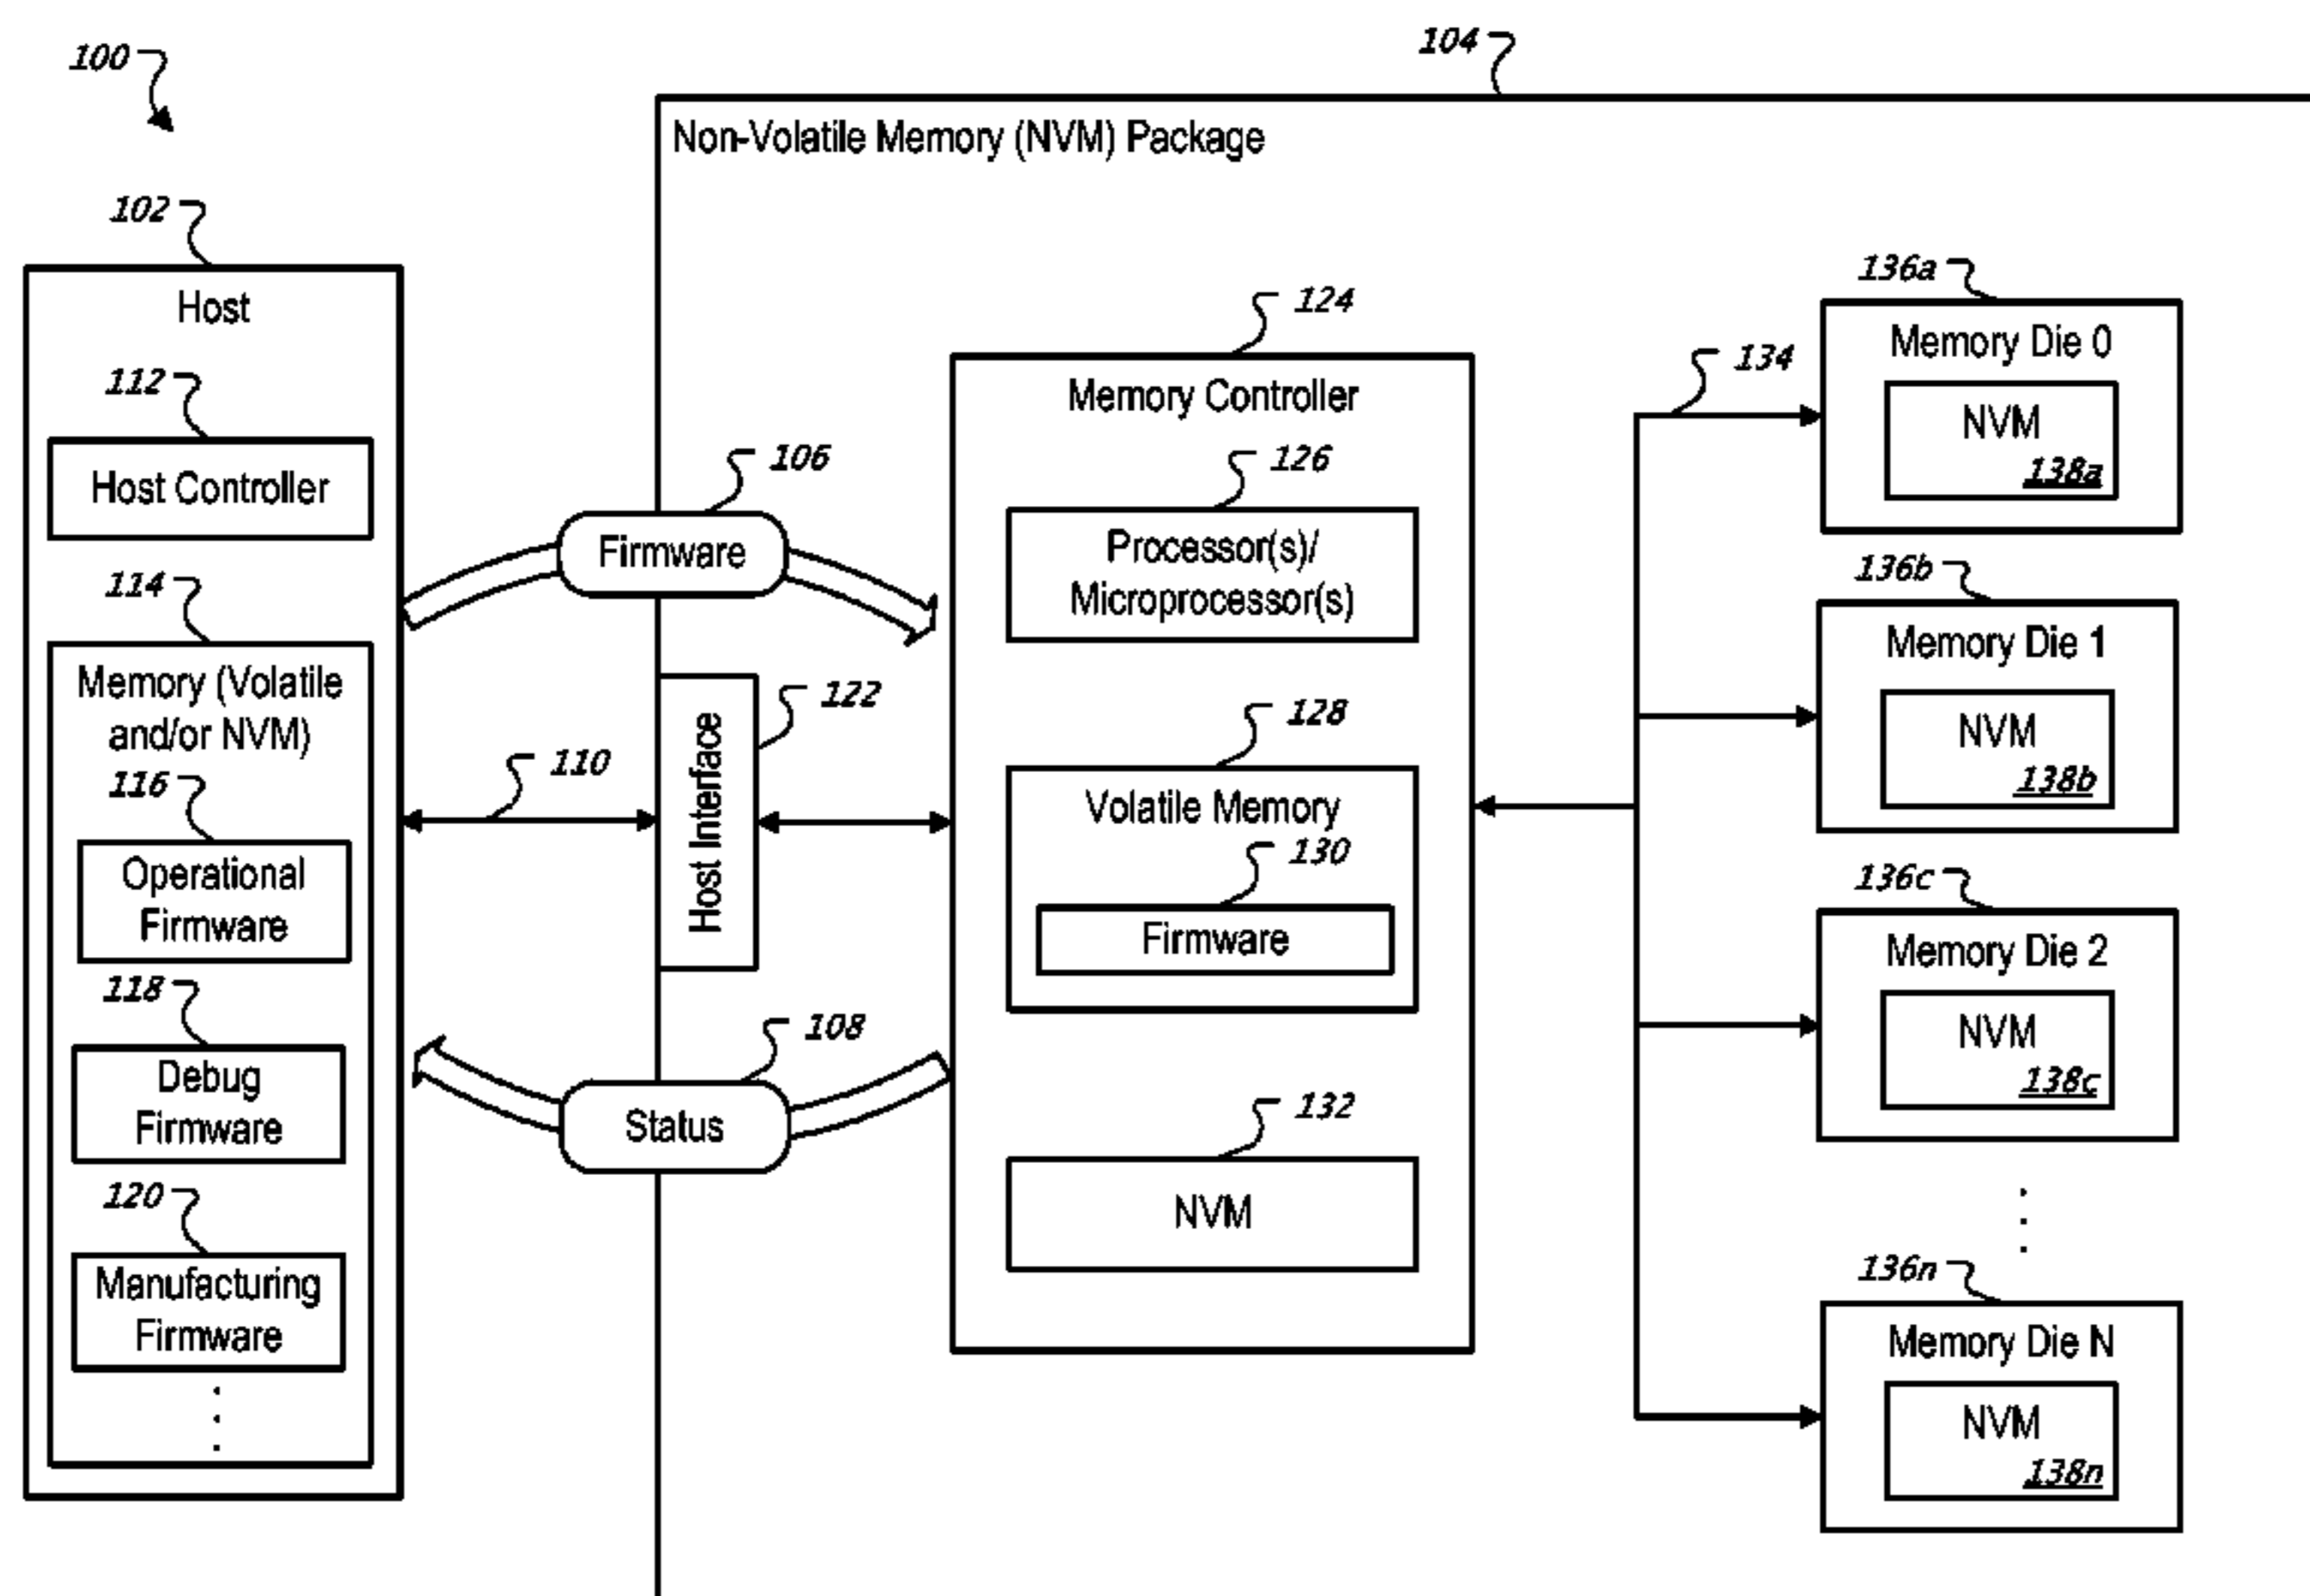 100
104
Non-Volatile Memory (NVM) Package
102
Host
112
Host Controller
114
Memory (Volatile
and/or NVM)
116
Operational
Firmware
118
Debug
Firmware
120
Manufacturing
Firmware
106
Firmware
110
122
Host Interface
108
Status
124
Memory Controller
126
Processor(s)/
Microprocessor(s)
128
Volatile Memory
130
Firmware
132
NVM
134
136a
Memory Die 0
NVM
138a
136b
Memory Die 1
NVM
138b
136c
Memory Die 2
NVM
138c
136n
Memory Die N
NVM
138n